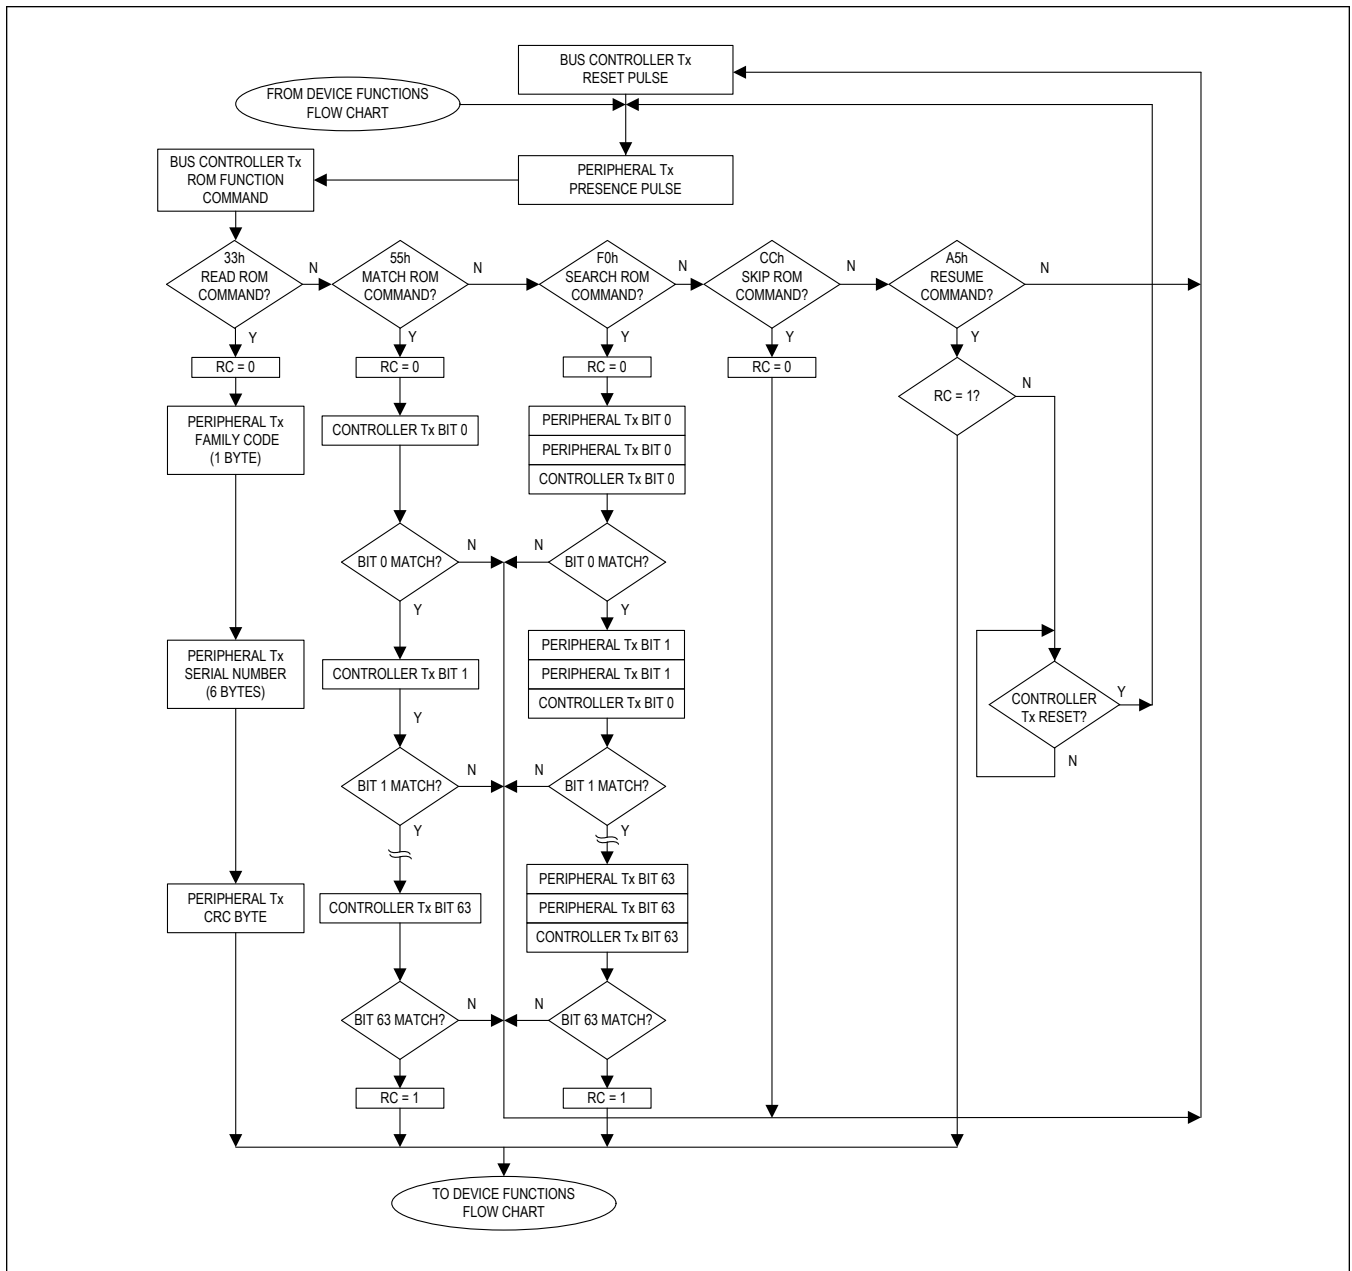 BUS CONTROLLER Tx
RESET PULSE
FROM DEVICE FUNCTIONS
FLOW CHART
BUS CONTROLLER Tx
ROM FUNCTION
COMMAND
PERIPHERAL Tx
PRESENCE PULSE
33h
READ ROM
COMMAND?
N
55h
MATCH ROM
COMMAND?
N
F0h
SEARCH ROM
COMMAND?
N
CCh
SKIP ROM
COMMAND?
N
A5h
RESUME
COMMAND?
N
Y
Y
Y
Y
Y
RC = 0
RC = 0
RC = 0
RC = 0
RC = 1?
N
PERIPHERAL Tx
FAMILY CODE
(1 BYTE)
CONTROLLER Tx BIT 0
PERIPHERAL Tx BIT 0
PERIPHERAL Tx BIT 0
CONTROLLER Tx BIT 0
BIT 0 MATCH?
N
N
BIT 0 MATCH?
Y
Y
PERIPHERAL Tx
SERIAL NUMBER
(6 BYTES)
CONTROLLER Tx BIT 1
PERIPHERAL Tx BIT 1
PERIPHERAL Tx BIT 1
CONTROLLER Tx BIT 0
CONTROLLER
Tx RESET?
Y
N
Y
BIT 1 MATCH?
N
N
BIT 1 MATCH?
Y
Y
PERIPHERAL Tx
CRC BYTE
CONTROLLER Tx BIT 63
PERIPHERAL Tx BIT 63
PERIPHERAL Tx BIT 63
CONTROLLER Tx BIT 63
BIT 63 MATCH?
N
N
BIT 63 MATCH?
Y
Y
RC = 1
RC = 1
TO DEVICE FUNCTIONS
FLOW CHART